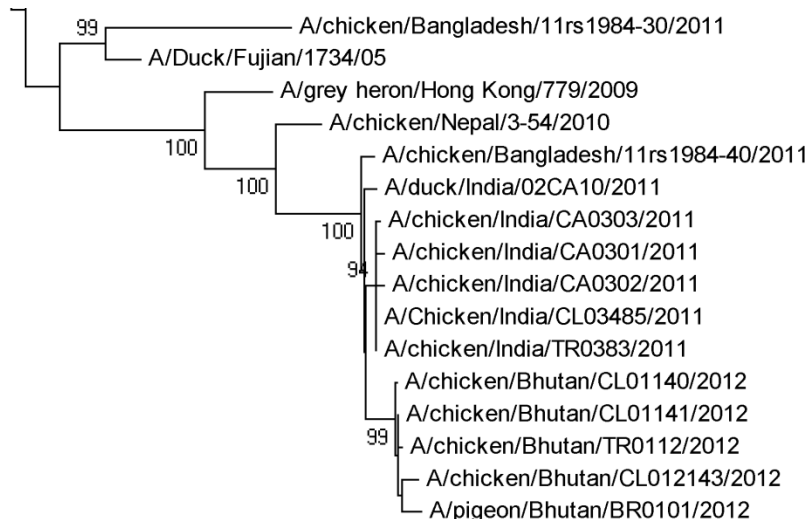 99 A/chicken/Bangladesh/11rs1984-30/2011
A/Duck/Fujian/1734/05
A/grey heron/Hong Kong/779/2009
A/chicken/Nepal/3-54/2010
100
A/chicken/Bangladesh/11rs1984-40/2011
100 A/duck/India/02CA10/2011
A/chicken/India/CA0303/2011
100
A/chicken/India/CA0301/2011
94
A/chicken/India/CA0302/2011
A/Chicken/India/CL03485/2011
A/chicken/India/TR0383/2011
A/chicken/Bhutan/CL01140/2012
A/chicken/Bhutan/CL01141/2012
99
A/chicken/Bhutan/TR0112/2012
A/chicken/Bhutan/CL012143/2012
A/pigeon/Bhutan/BR0101/2012